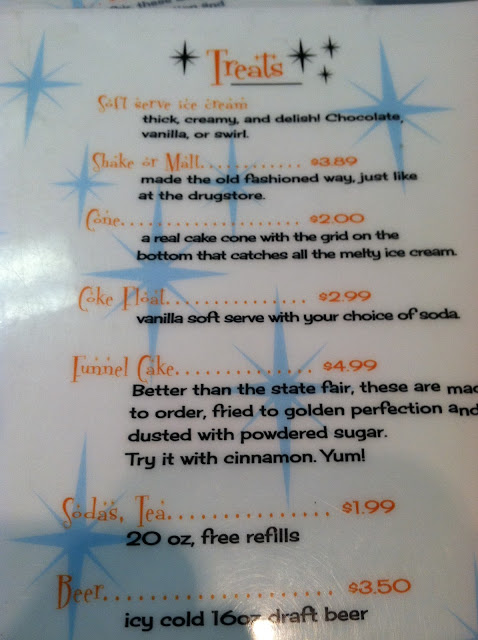 Treats
Soft serve ice cream
thick, creamy, and delish! Chocolate,
vanilla, or swirl.
Shake or Malt............ $3.89
made the old fashioned way, just like
at the drugstore.
Cone................... $2.00
a real cake cone with the grid on the
bottom that catches all the melty ice cream.
Coke Float............... $2.99
vanilla soft serve with your choice of soda.
Funnel Cake.............. $4.99
Better than the state fair, these are mad
to order, fried to golden perfection and
dusted with powdered sugar.
Try it with cinnamon. Yum!
Sodas, Tea............... $1.99
20 oz, free refills
Beer..................... $3.50
icy cold 16oz draft beer